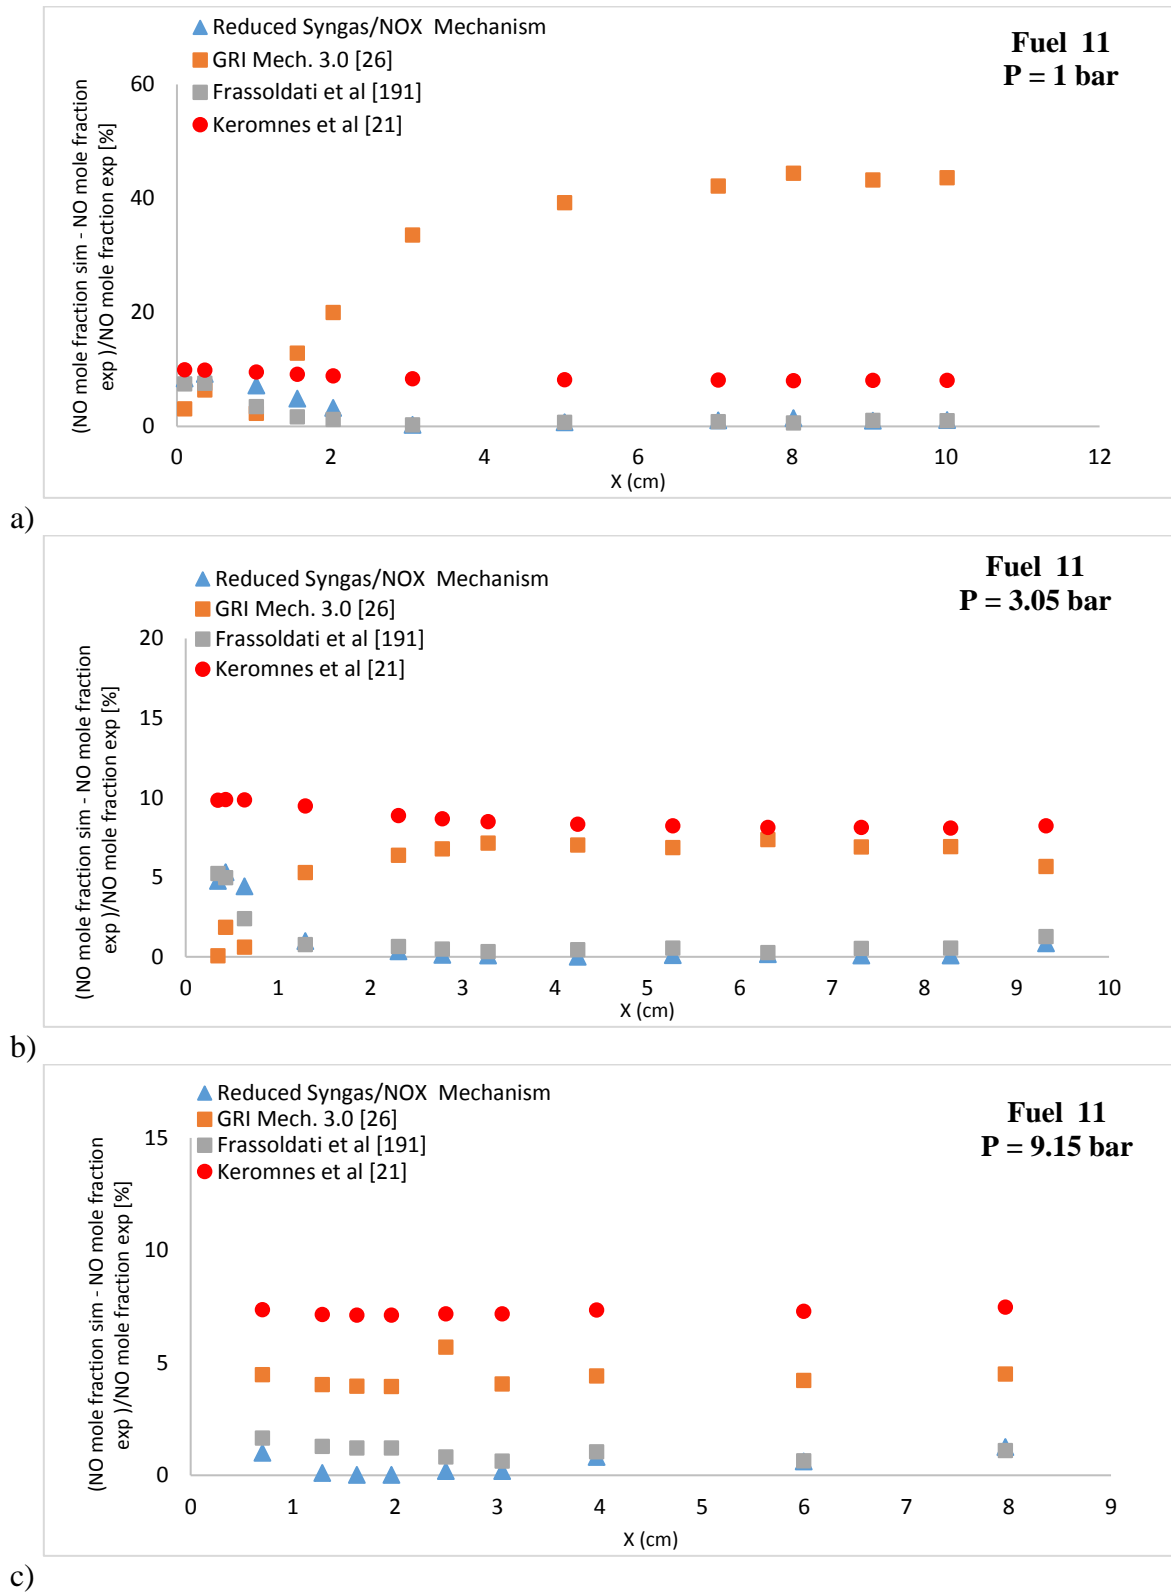 Reduced Syngas/NOX Mechanism
GRI Mech. 3.0 [26]
Frassoldati et al [191]
Keromnes et al [21]
Fuel 11
P = 1 bar
(NO mole fraction sim - NO mole fraction
exp )/NO mole fraction exp [%]
60
40
20
0
0 2 4 6 8 10 12
X (cm)
a)
Reduced Syngas/NOX Mechanism
GRI Mech. 3.0 [26]
Frassoldati et al [191]
Keromnes et al [21]
Fuel 11
P = 3.05 bar
(NO mole fraction sim - NO mole fraction
exp )/NO mole fraction exp [%]
20
15
10
5
0
0 1 2 3 4 5 6 7 8 9 10
X (cm)
b)
Reduced Syngas/NOX Mechanism
GRI Mech. 3.0 [26]
Frassoldati et al [191]
Keromnes et al [21]
Fuel 11
P = 9.15 bar
(NO mole fraction sim - NO mole fraction
exp )/NO mole fraction exp [%]
15
10
5
0
0 1 2 3 4 5 6 7 8 9
X (cm)
c)